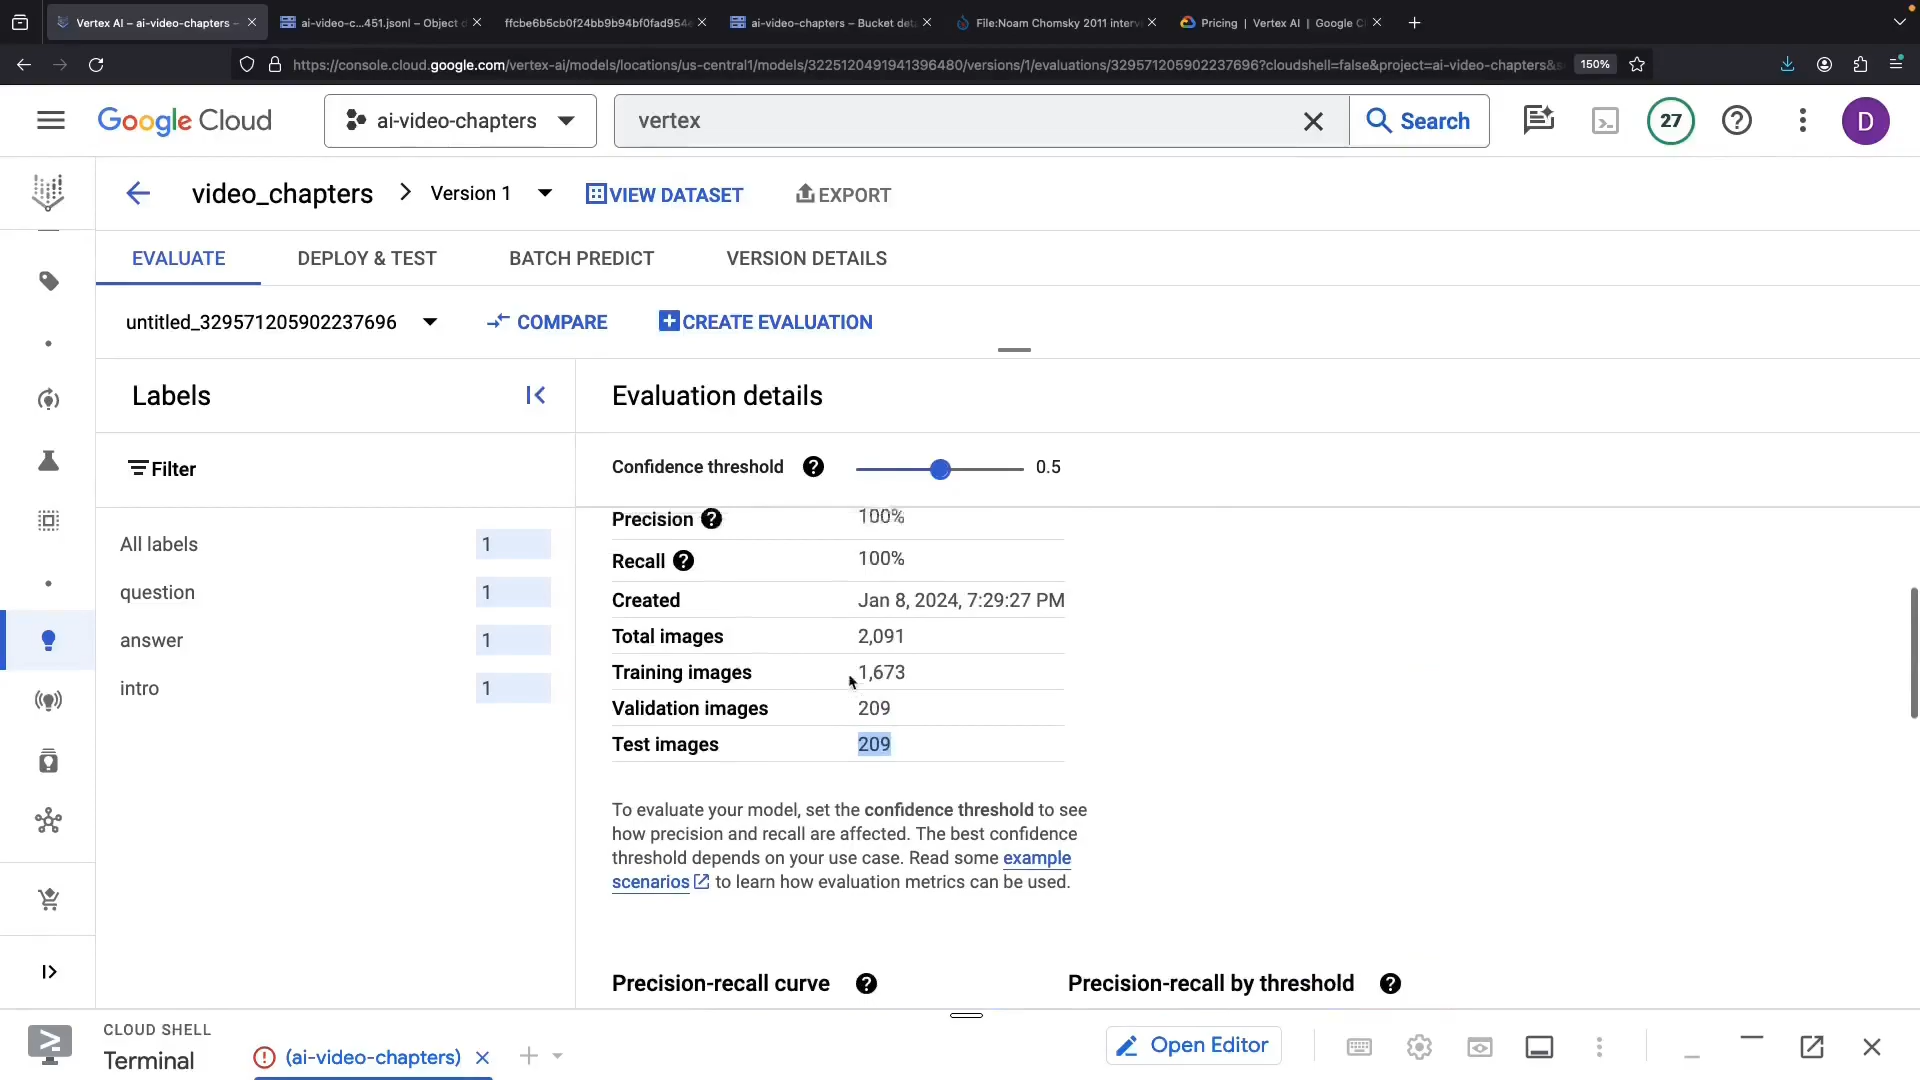 Vertex AI – ai-video-chapters –
ai-video-c...451.jsonl – Object d
ffcbe6b5cb0f24bb9b94bf0fad954e
ai-video-chapters – Bucket deta
File:Noam Chomsky 2011 interv
Pricing | Vertex AI | Google Cl
https://console.cloud.google.com/vertex-ai/models/locations/us-central1/models/3225120491941396480/versions/1/evaluations/329571205902237696?cloudshell=false&project=ai-video-chapters&s
150%
Google Cloud
ai-video-chapters
vertex
Search
27
D
video_chapters
Version 1
VIEW DATASET
EXPORT
EVALUATE
DEPLOY & TEST
BATCH PREDICT
VERSION DETAILS
untitled_329571205902237696
COMPARE
CREATE EVALUATION
Labels
Evaluation details
Filter
Confidence threshold
0.5
All labels 1
question 1
answer 1
intro 1
Precision 100%
Recall 100%
Created Jan 8, 2024, 7:29:27 PM
Total images 2,091
Training images 1,673
Validation images 209
Test images 209
To evaluate your model, set the confidence threshold to see
how precision and recall are affected. The best confidence
threshold depends on your use case. Read some example
scenarios to learn how evaluation metrics can be used.
Precision-recall curve
Precision-recall by threshold
CLOUD SHELL
Terminal
(ai-video-chapters)
Open Editor